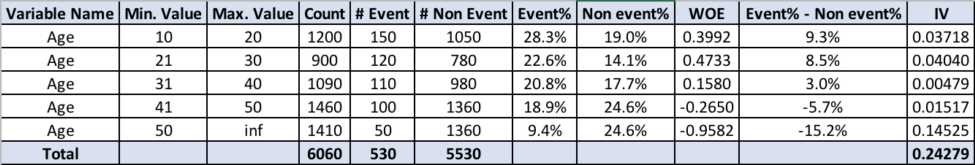 Variable Name Min. Value Max. Value Count # Event # Non Event Event% Non event% WOE Event% - Non event% IV
Age 10 20 1200 150 1050 28.3% 19.0% 0.3992 9.3% 0.03718
Age 21 30 900 120 780 22.6% 14.1% 0.4733 8.5% 0.04040
Age 31 40 1090 110 980 20.8% 17.7% 0.1580 3.0% 0.00479
Age 41 50 1460 100 1360 18.9% 24.6% -0.2650 -5.7% 0.01517
Age 50 inf 1410 50 1360 9.4% 24.6% -0.9582 -15.2% 0.14525
Total 6060 530 5530 0.24279